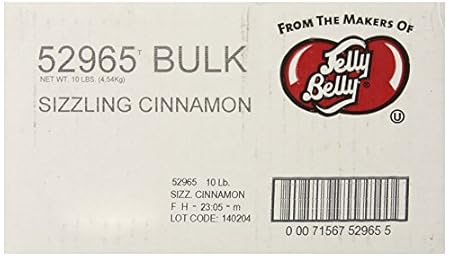 FROM THE MAKERS OF
Jelly
Belly®
U
52965T BULK
NET WT. 10 LBS. (4.54Kg)
SIZZLING CINNAMON
52965 10 Lb.
SIZZ. CINNAMON
F H - 23:05 - m
LOT CODE: 140204
0 00 71567 52965 5